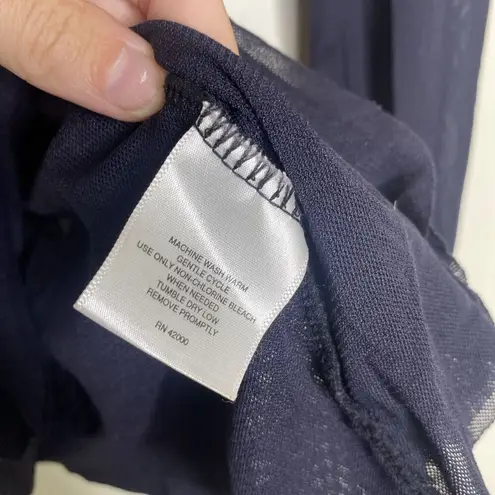 MACHINE WASH WARM
GENTLE CYCLE
USE ONLY NON-CHLORINE BLEACH
WHEN NEEDED
TUMBLE DRY LOW
REMOVE PROMPTLY
RN 42000